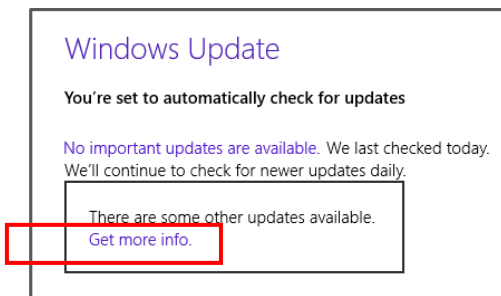 Windows Update
You're set to automatically check for updates
No important updates are available. We last checked today.
We'll continue to check for newer updates daily.
There are some other updates available.
Get more info.